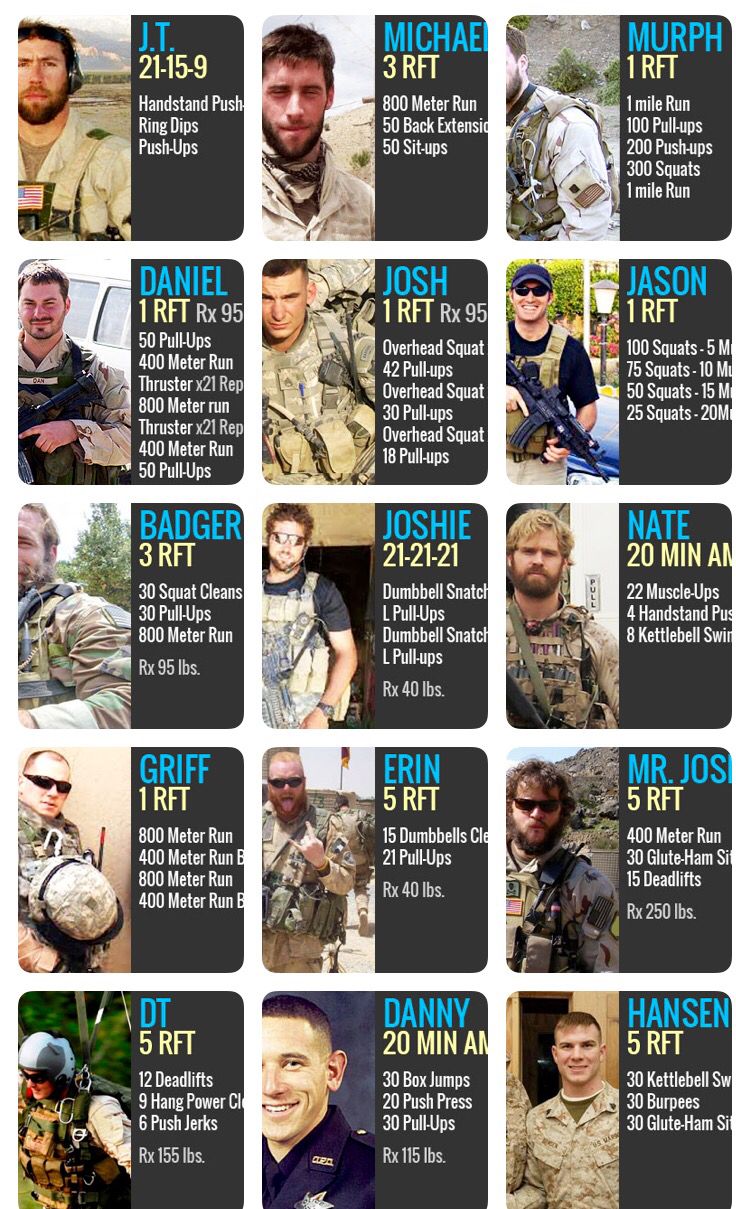 J.T.
21-15-9
Handstand Push-
Ring Dips
Push-Ups
MICHAEL
3 RFT
800 Meter Run
50 Back Extensio
50 Sit-ups
MURPH
1 RFT
1 mile Run
100 Pull-ups
200 Push-ups
300 Squats
1 mile Run
DANIEL
1 RFT Rx 95
50 Pull-Ups
400 Meter Run
Thruster x21 Rep
800 Meter run
Thruster x21 Rep
400 Meter Run
50 Pull-Ups
DAN
JOSH
1 RFT Rx 95
Overhead Squat
42 Pull-ups
Overhead Squat
30 Pull-ups
Overhead Squat
18 Pull-ups
JASON
1 RFT
100 Squats - 5 Mu
75 Squats - 10 Mu
50 Squats - 15 Mu
25 Squats - 20Mu
BADGER
3 RFT
30 Squat Cleans
30 Pull-Ups
800 Meter Run
Rx 95 lbs.
JOSHIE
21-21-21
Dumbbell Snatch
L Pull-Ups
Dumbbell Snatch
L Pull-ups
Rx 40 lbs.
NATE
20 MIN AM
22 Muscle-Ups
4 Handstand Pus
8 Kettlebell Swin
PULL
GRIFF
1 RFT
800 Meter Run
400 Meter Run B
800 Meter Run
400 Meter Run B
ERIN
5 RFT
15 Dumbbells Cle
21 Pull-Ups
Rx 40 lbs.
MR. JOSH
5 RFT
400 Meter Run
30 Glute-Ham Sit
15 Deadlifts
Rx 250 lbs.
DT
5 RFT
12 Deadlifts
9 Hang Power Cle
6 Push Jerks
Rx 155 lbs.
DANNY
20 MIN AM
30 Box Jumps
20 Push Press
30 Pull-Ups
Rx 115 lbs.
HANSEN
5 RFT
30 Kettlebell Sw
30 Burpees
30 Glute-Ham Sit